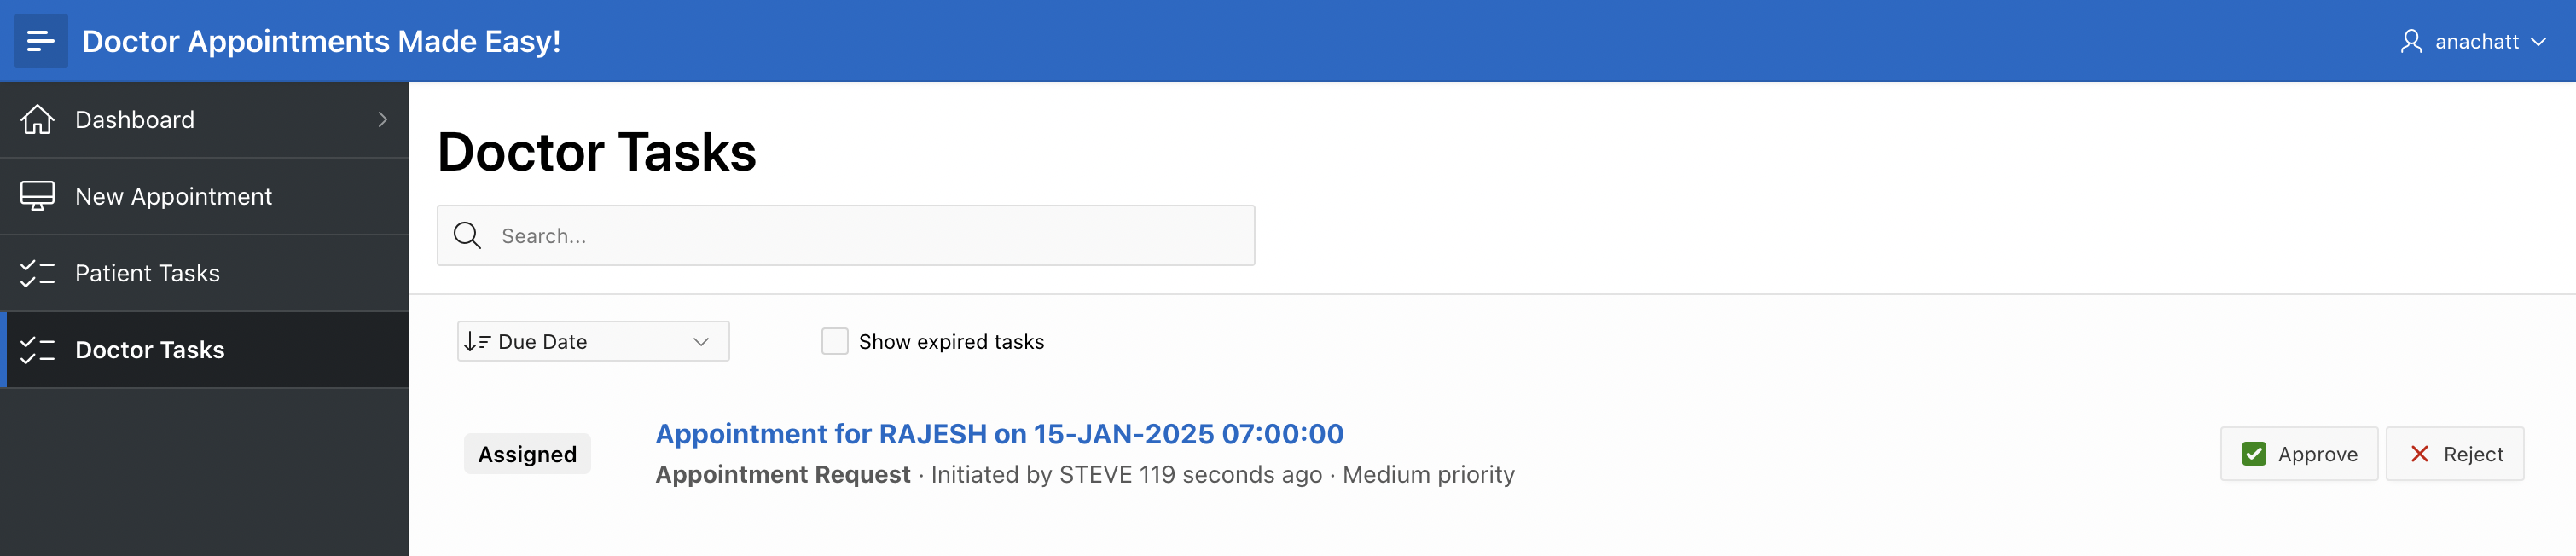 Doctor Appointments Made Easy!
anachatt
Dashboard
New Appointment
Patient Tasks
Doctor Tasks
Doctor Tasks
Search...
Due Date
Show expired tasks
Assigned
Appointment for RAJESH on 15-JAN-2025 07:00:00
Appointment Request · Initiated by STEVE 119 seconds ago · Medium priority
Approve
Reject